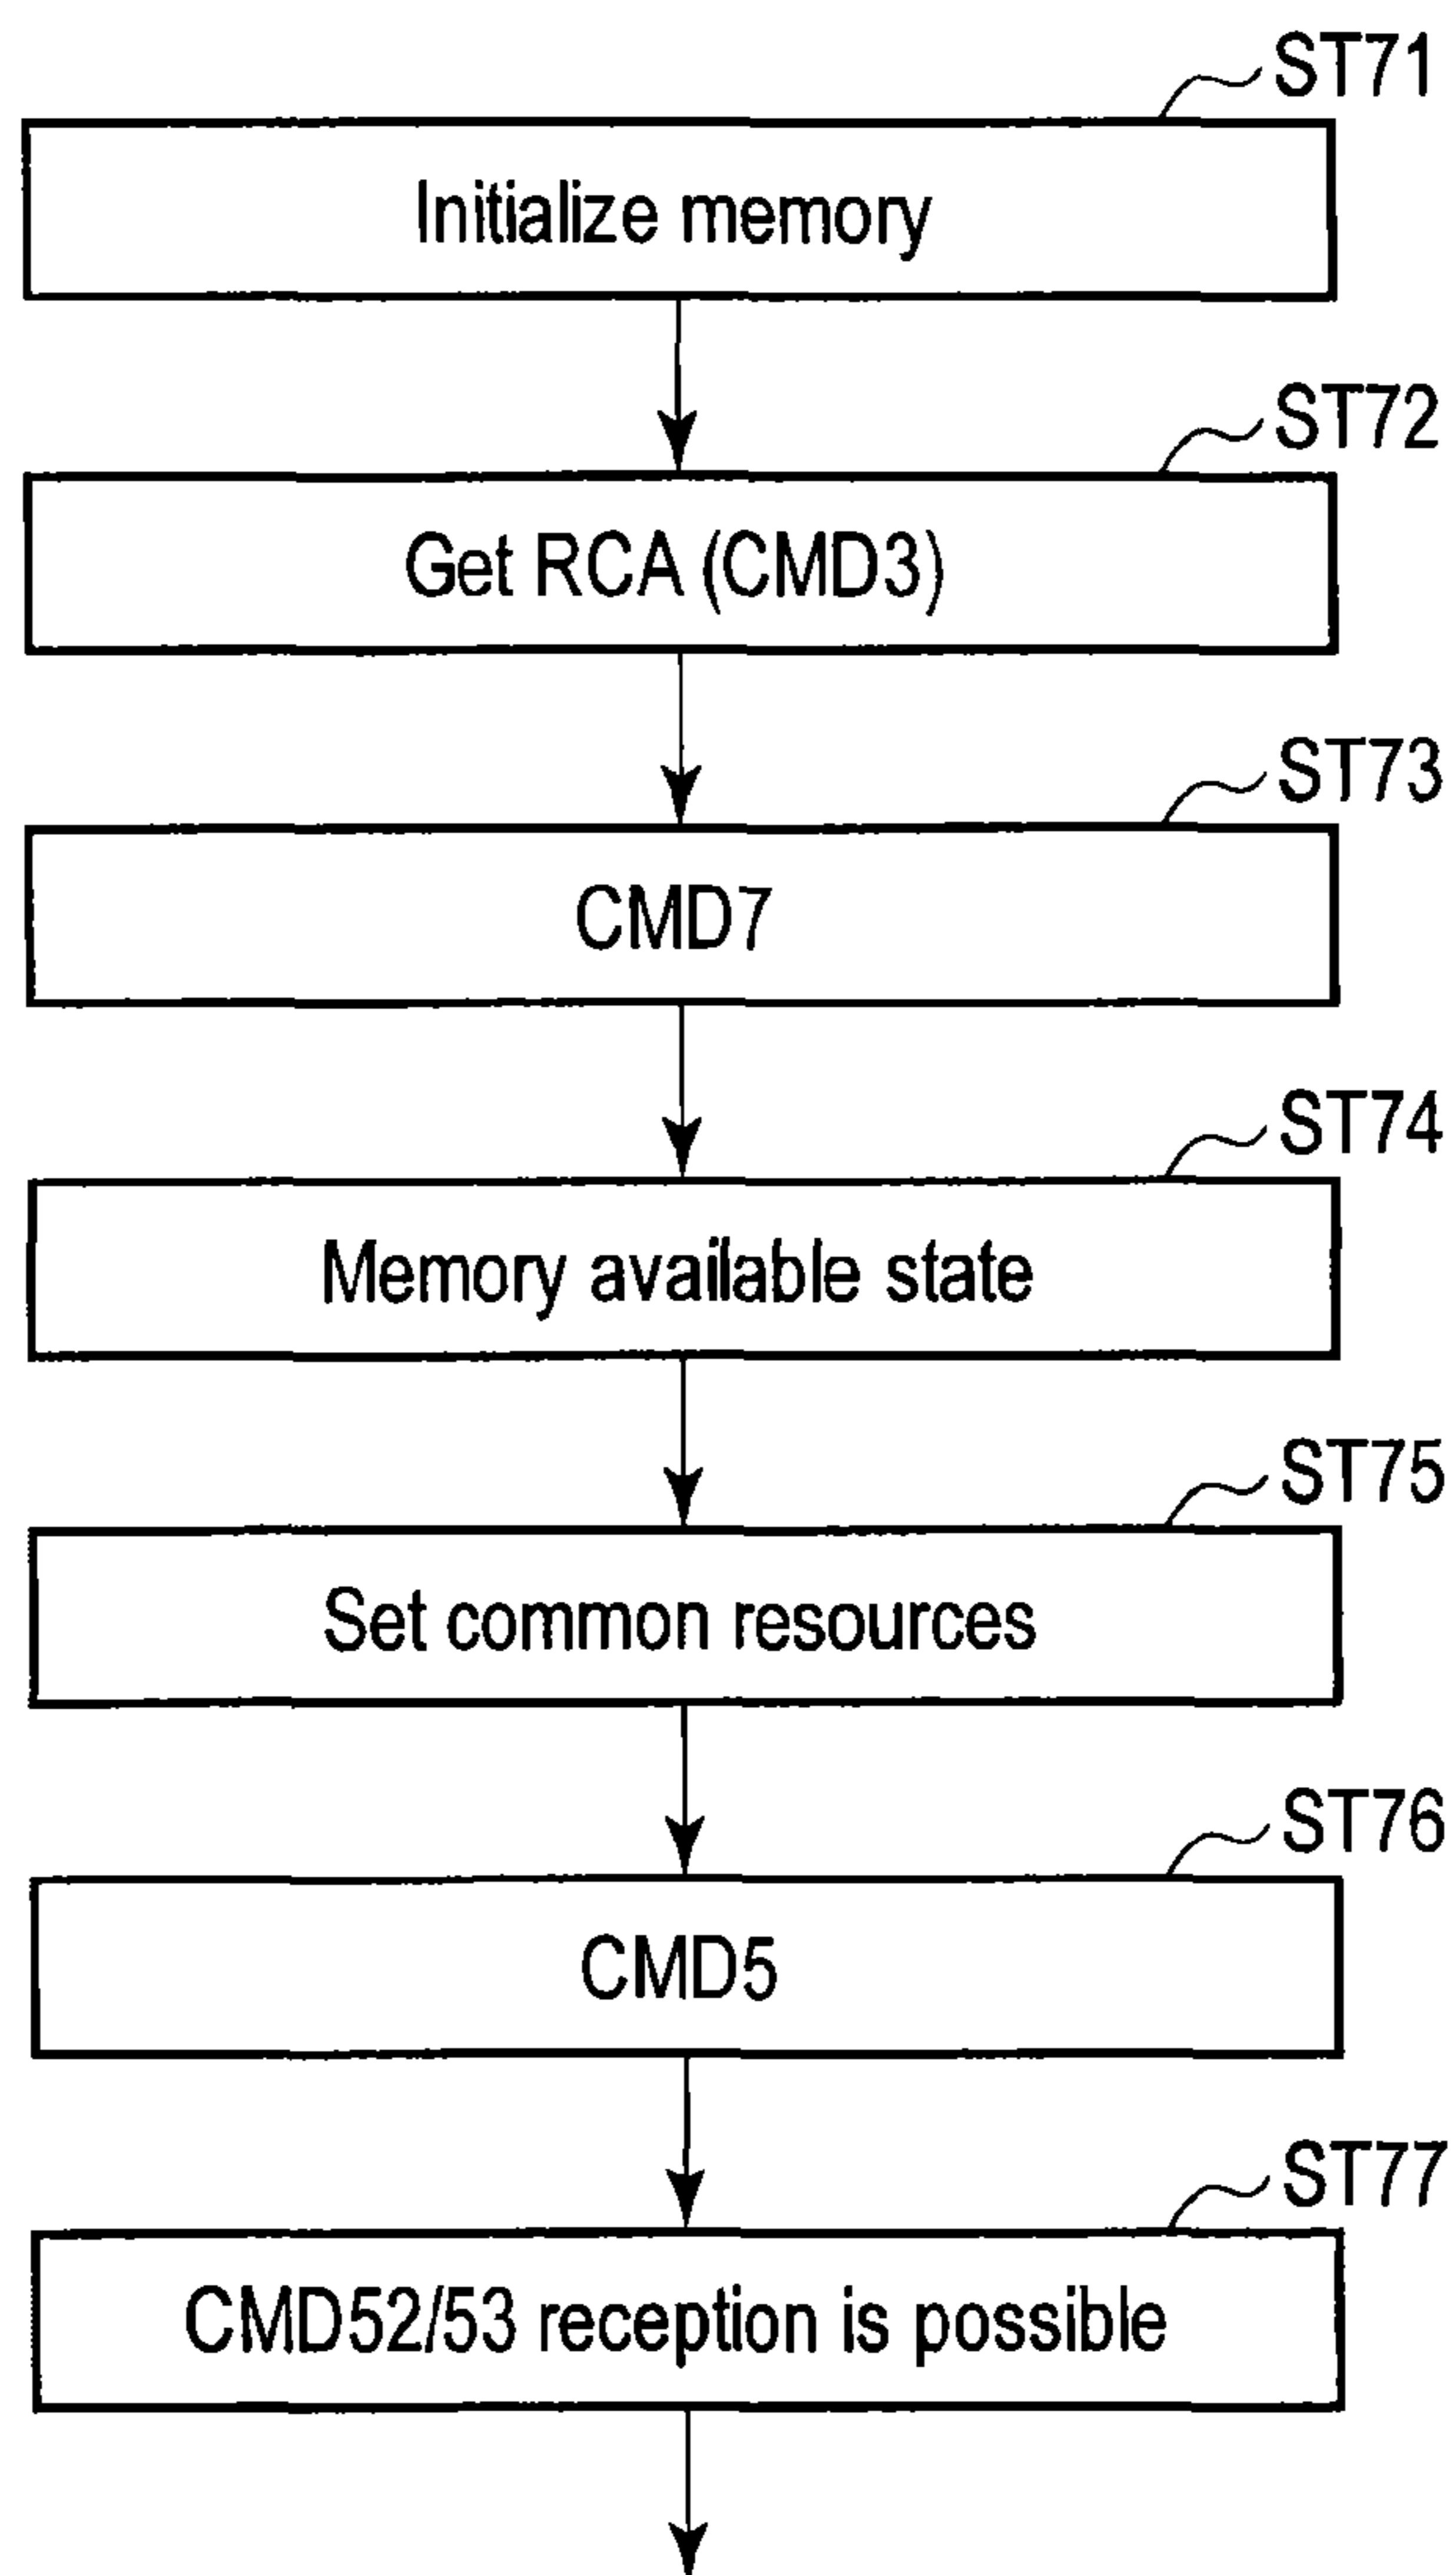 ST71
Initialize memory
ST72
Get RCA (CMD3)
ST73
CMD7
ST74
Memory available state
ST75
Set common resources
ST76
CMD5
ST77
CMD52/53 reception is possible